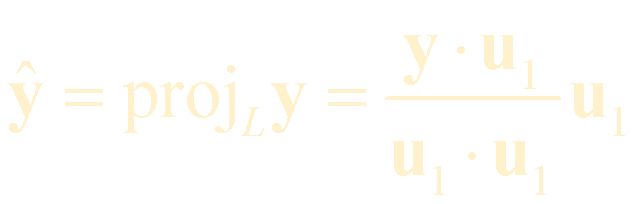 ŷ = proj_L y = (y · u₁) / (u₁ · u₁) u₁